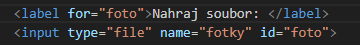 <label for="foto">Nahraj soubor: </label>
<input type="file" name="fotky" id="foto">